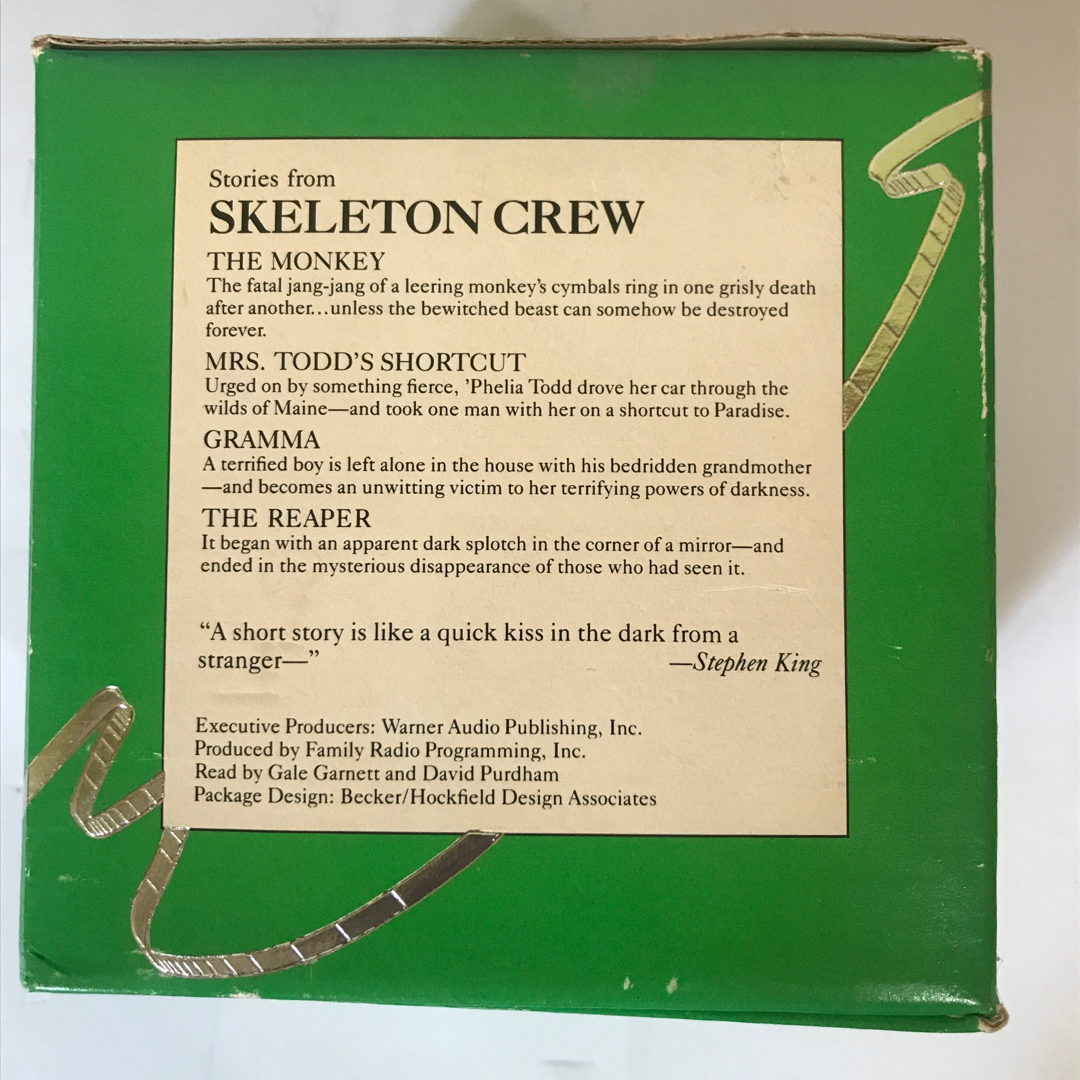 Stories from
SKELETON CREW
THE MONKEY
The fatal jang-jang of a leering monkey's cymbals ring in one grisly death
after another...unless the bewitched beast can somehow be destroyed
forever.
MRS. TODD'S SHORTCUT
Urged on by something fierce, 'Phelia Todd drove her car through the
wilds of Maine—and took one man with her on a shortcut to Paradise.
GRAMMA
A terrified boy is left alone in the house with his bedridden grandmother
—and becomes an unwitting victim to her terrifying powers of darkness.
THE REAPER
It began with an apparent dark splotch in the corner of a mirror—and
ended in the mysterious disappearance of those who had seen it.
“A short story is like a quick kiss in the dark from a
stranger—” —Stephen King
Executive Producers: Warner Audio Publishing, Inc.
Produced by Family Radio Programming, Inc.
Read by Gale Garnett and David Purdham
Package Design: Becker/Hockfield Design Associates